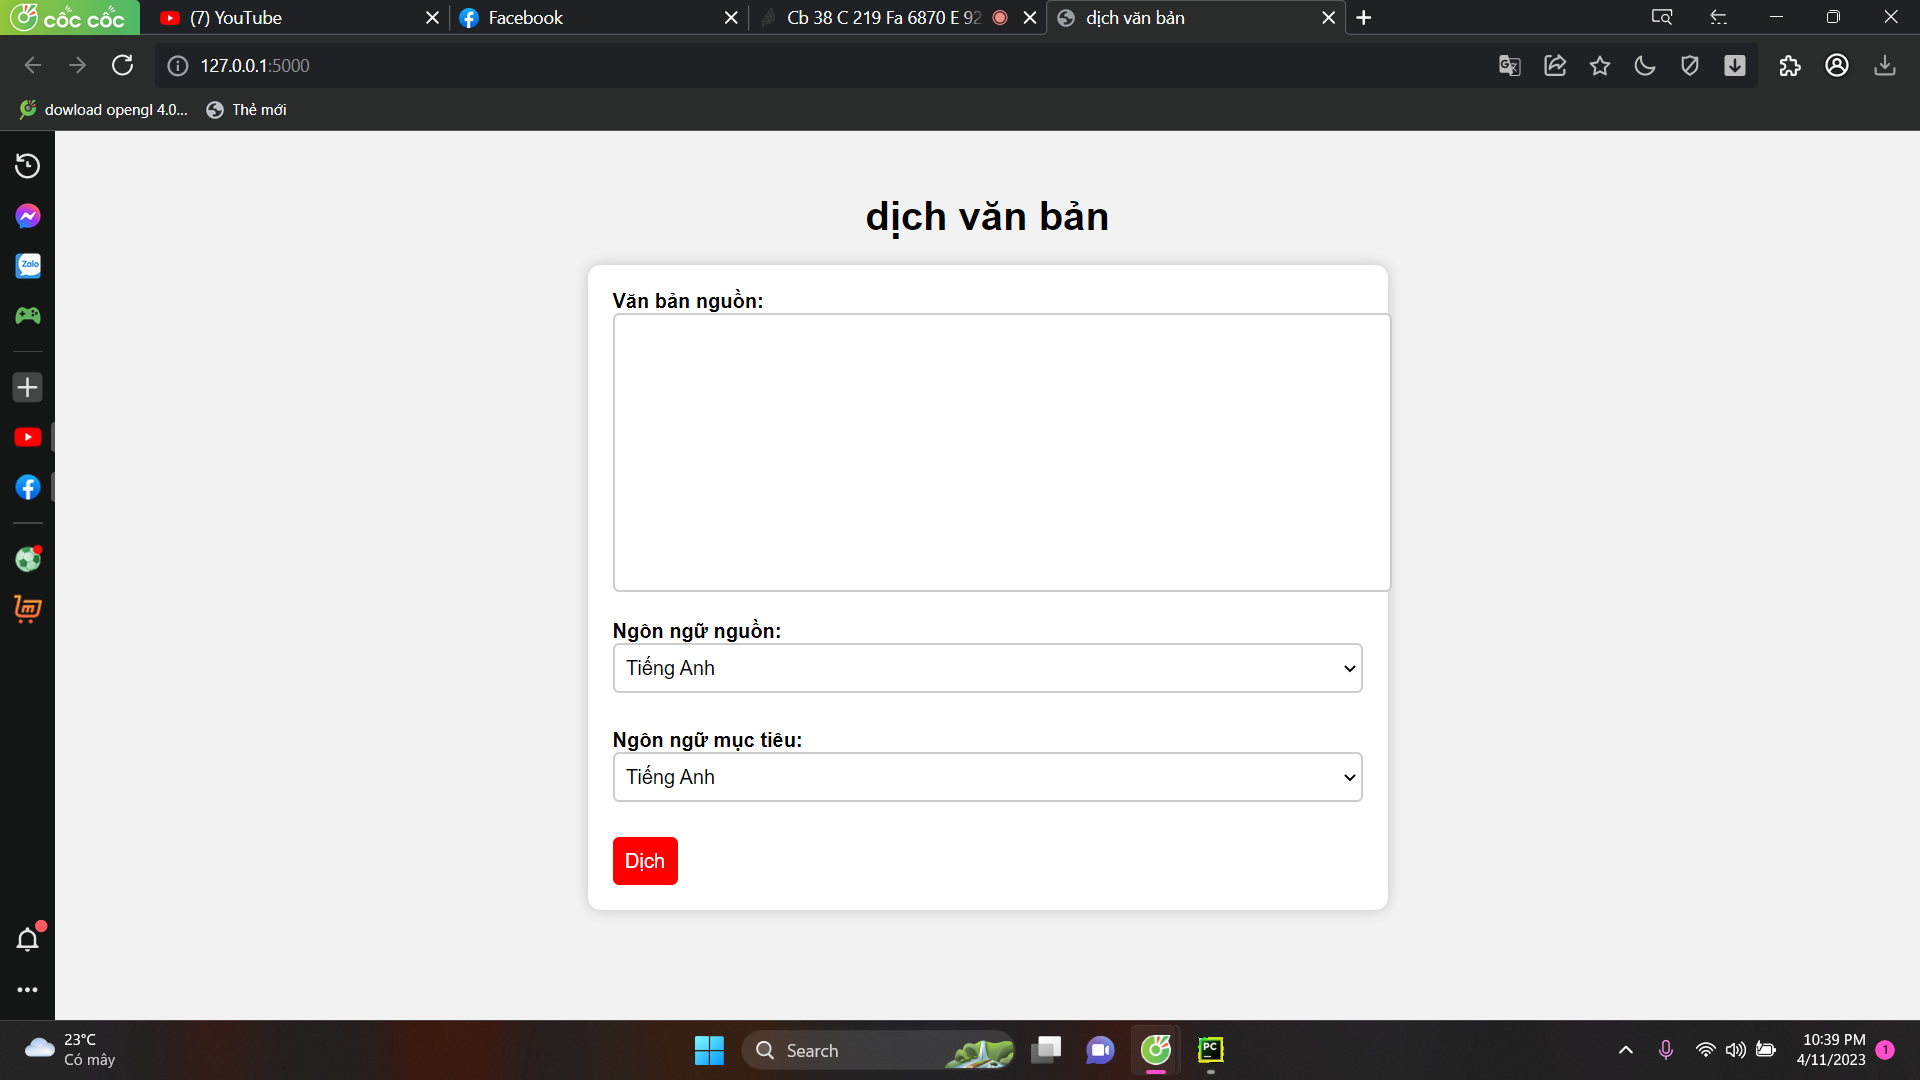 cốc cốc
(7) YouTube
Facebook
Cb 38 C 219 Fa 6870 E 92
dịch văn bản
127.0.0.1:5000
dowload opengl 4.0...
Thẻ mới
Zalo
dịch văn bản
Văn bản nguồn:
Ngôn ngữ nguồn:
Tiếng Anh
Ngôn ngữ mục tiêu:
Tiếng Anh
Dịch
23°C
Có mây
Search
PC
10:39 PM
4/11/2023
1